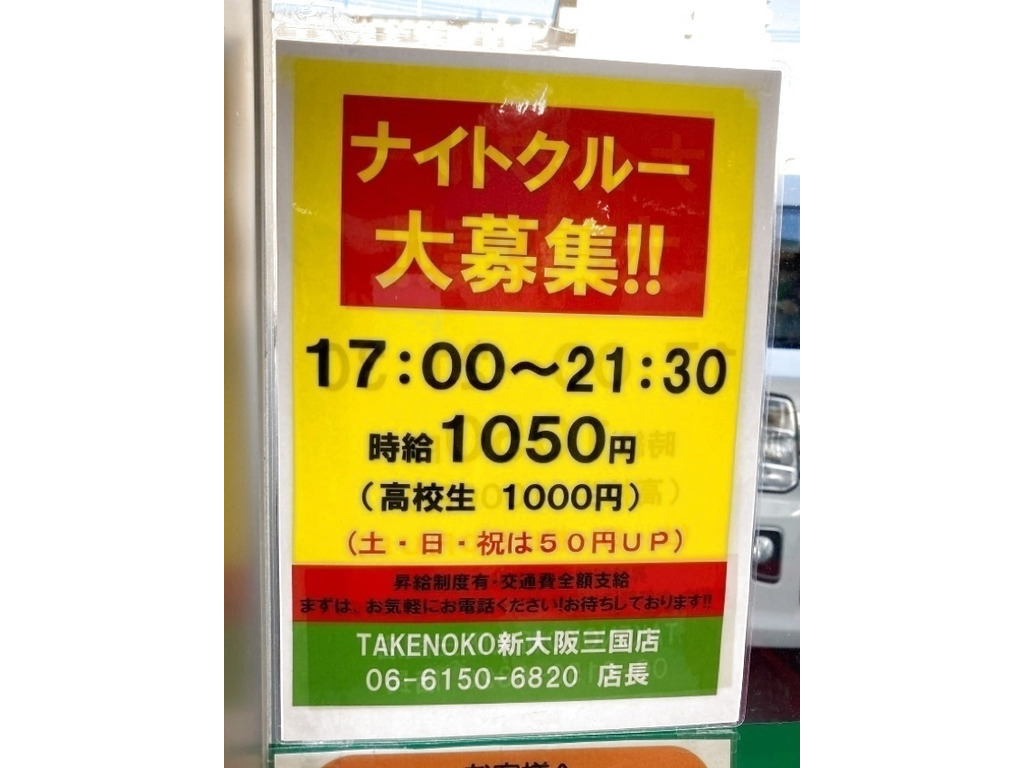 ナイトクルー
大募集!!
17:00～21:30
時給1050円
（高校生 1000円）
（土・日・祝は５０円ＵＰ）
昇給制度有・交通費全額支給
まずは、お気軽にお電話ください!お待ちしております!!
TAKENOKO新大阪三国店
06-6150-6820 店長